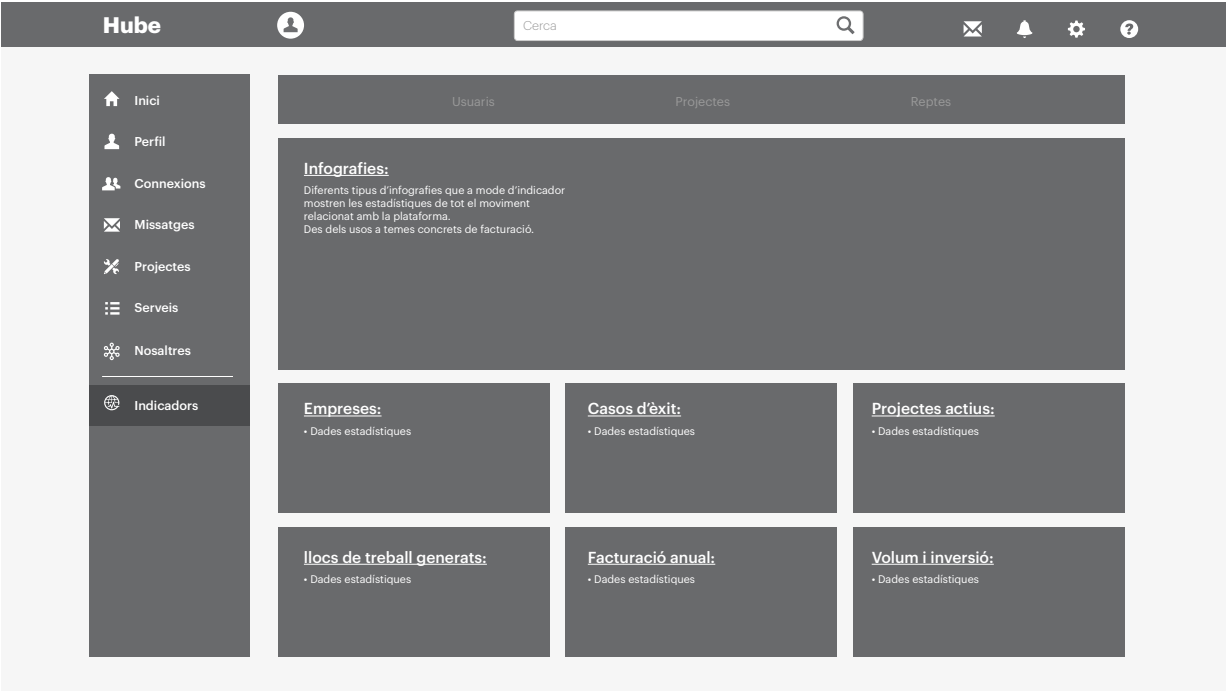 Hube
Cerca
Inici
Perfil
Connexions
Missatges
Projectes
Serveis
Nosaltres
Indicadors
Usuaris
Projectes
Reptes
Infografies:
Diferents tipus d’infografies que a mode d’indicador
mostren les estadístiques de tot el moviment
relacionat amb la plataforma.
Des dels usos a temes concrets de facturació.
Empreses:
• Dades estadístiques
Casos d’èxit:
• Dades estadístiques
Projectes actius:
• Dades estadístiques
llocs de treball generats:
• Dades estadístiques
Facturació anual:
• Dades estadístiques
Volum i inversió:
• Dades estadístiques